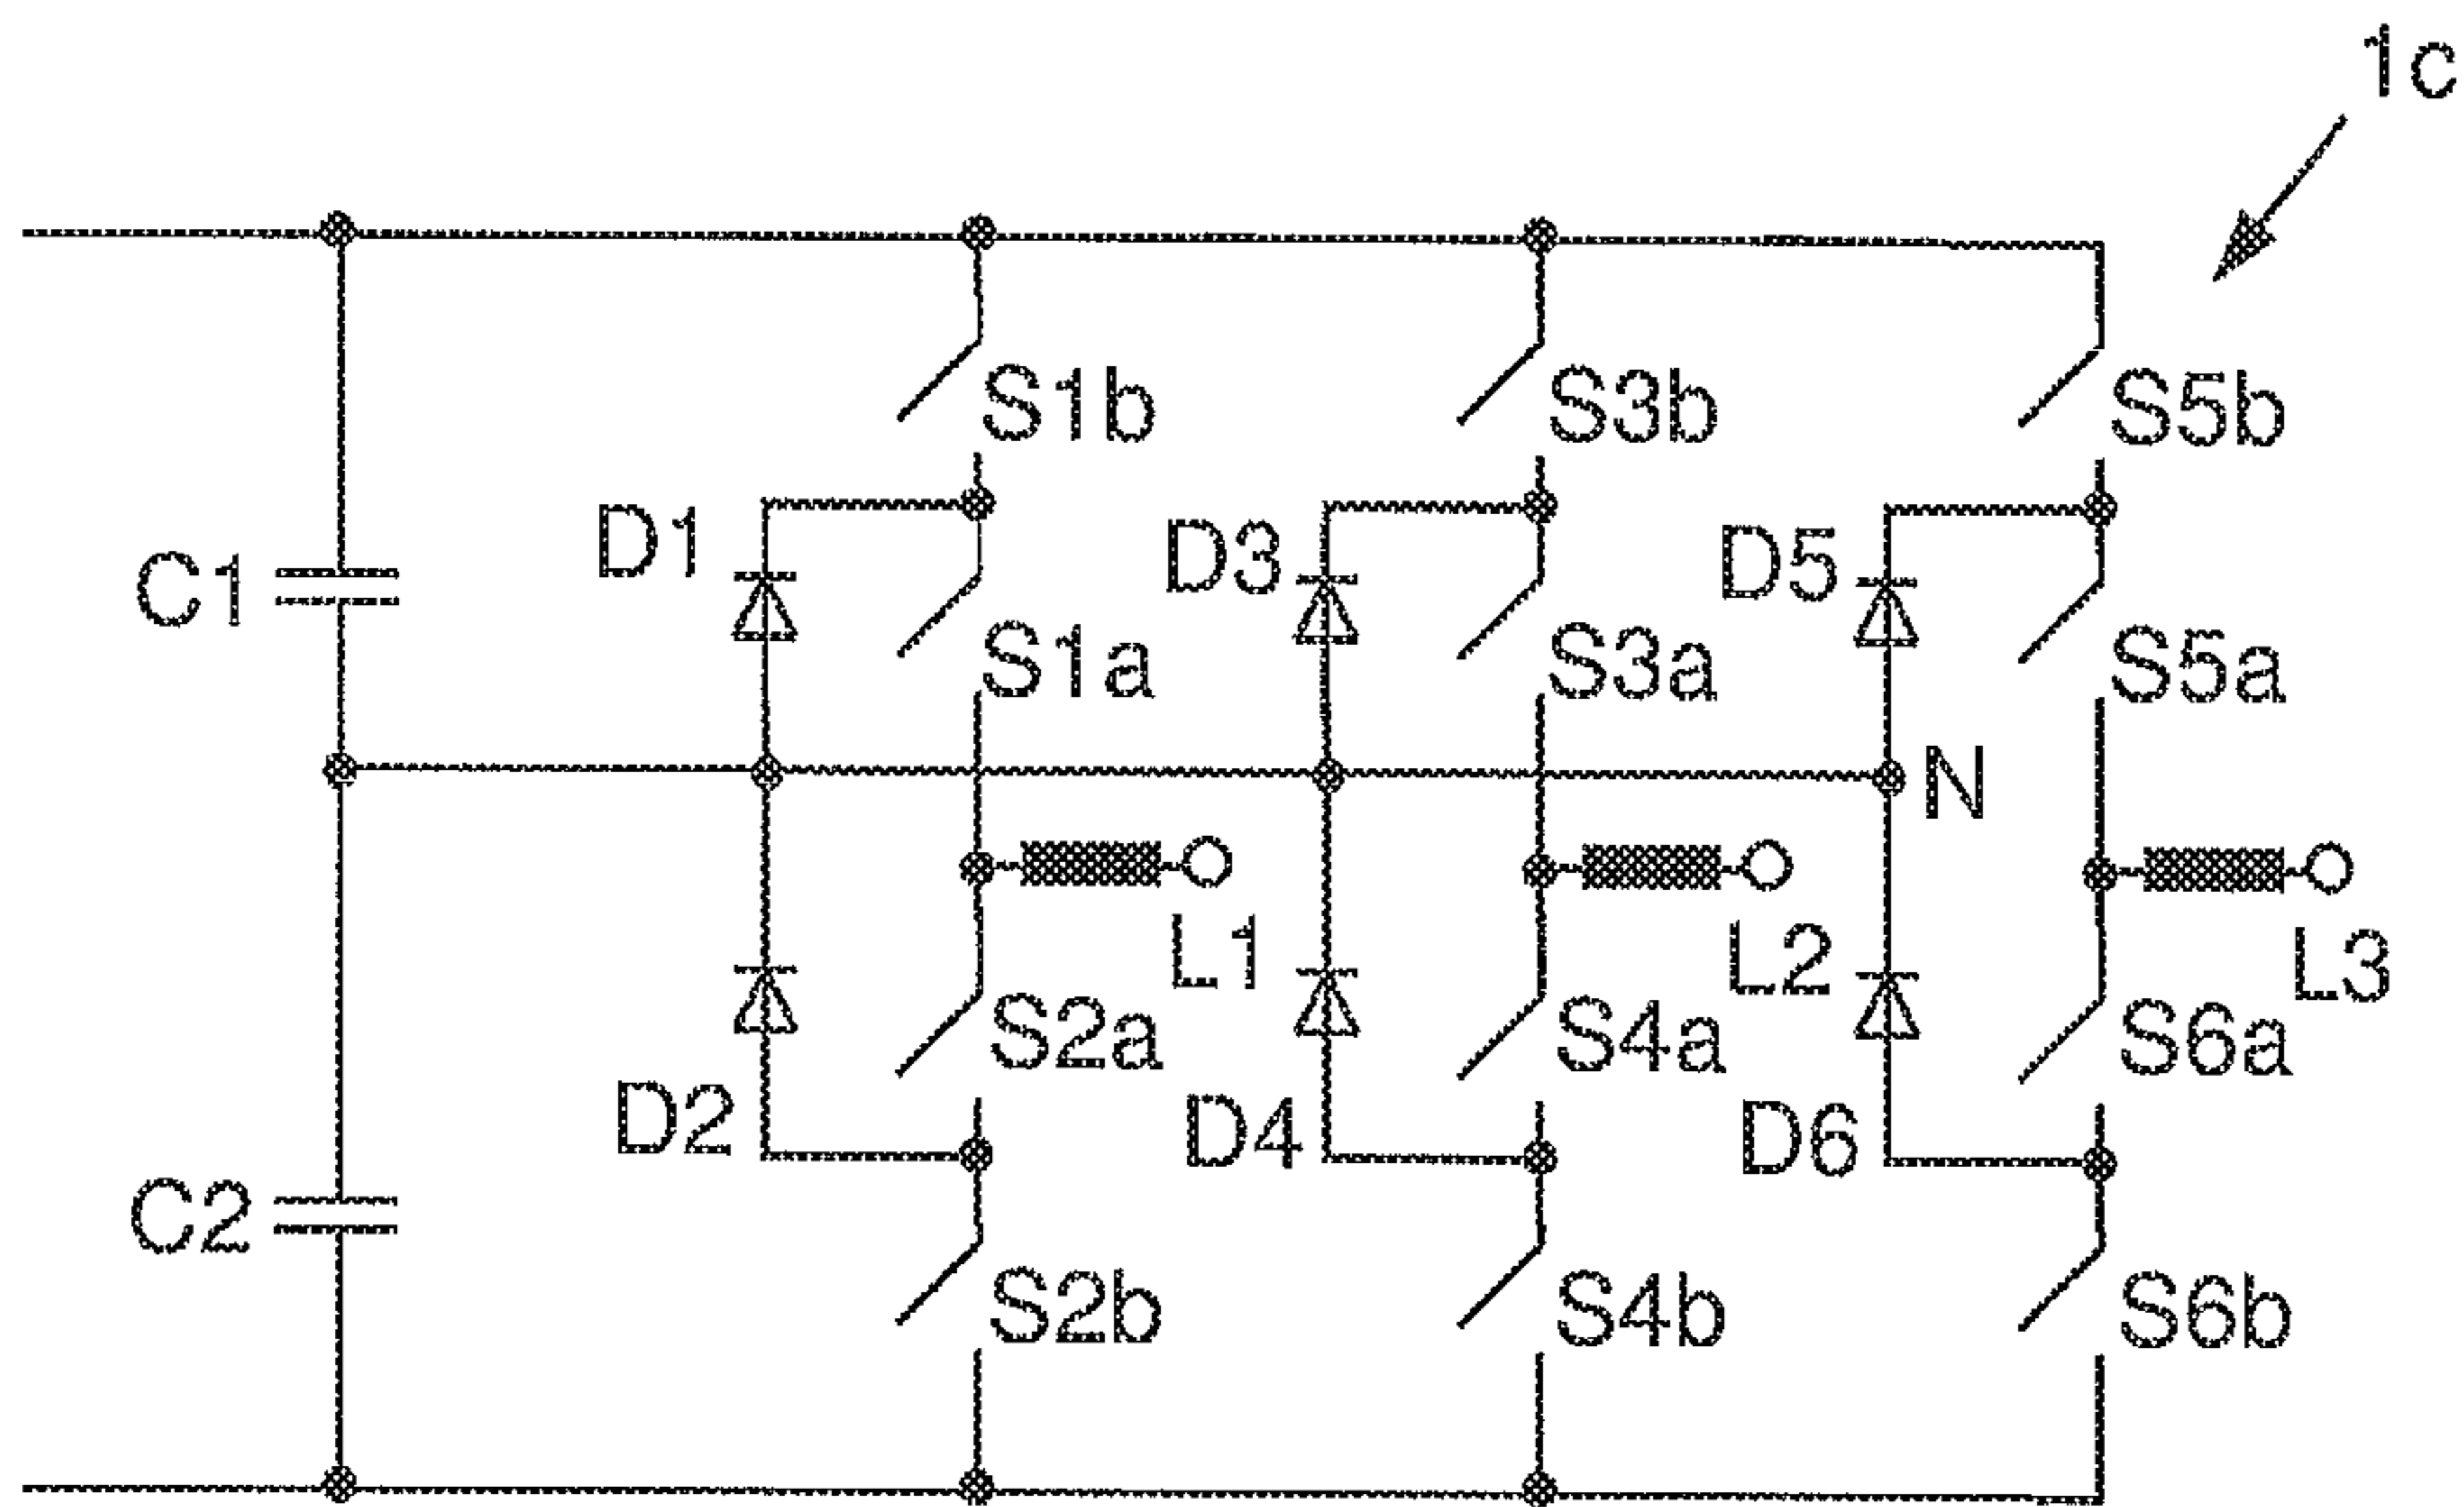 1c
S1b
S3b
S5b
D1
D3
D5
C1
S1a
S3a
S5a
N
L1
L2
L3
S2a
S4a
S6a
D2
D4
D6
C2
S2b
S4b
S6b